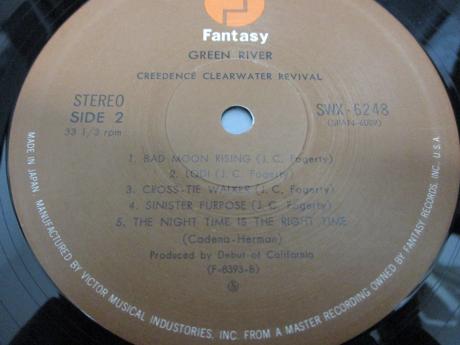 Fantasy
GREEN RIVER
CREEDENCE CLEARWATER REVIVAL
STEREO
SIDE 2
33 1/3 rpm
SWX-6248
1. BAD MOON RISING (J. C. Fogerty)
2. LODI (J. C. Fogerty)
3. CROSS-TIE WALKER (J. C. Fogerty)
4. SINISTER PURPOSE (J. C. Fogerty)
5. THE NIGHT TIME IS THE RIGHT TIME
(Cadena-Herman)
Produced by Debut of California
(F-8393-B)
MADE IN JAPAN MANUFACTURED BY VICTOR MUSICAL INDUSTORIES, INC. FROM A MASTER RECORDING OWNED BY FANTASY RECORDS, INC. U.S.A.